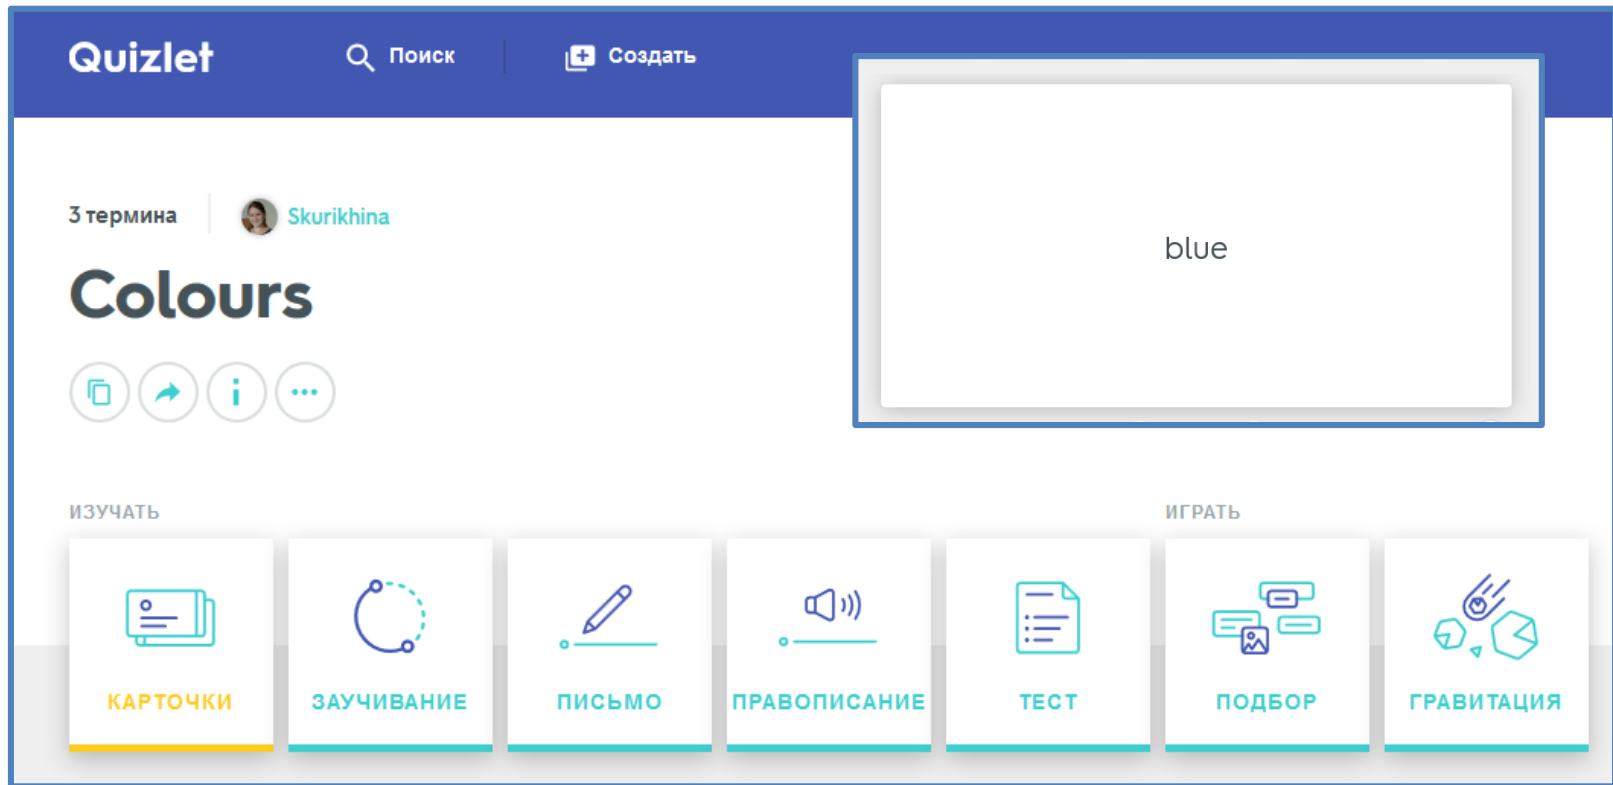 Quizlet
Поиск
Создать
3 термина
Skurikhina
Colours
blue
ИЗУЧАТЬ
ИГРАТЬ
КАРТОЧКИ
ЗАУЧИВАНИЕ
ПИСЬМО
ПРАВОПИСАНИЕ
ТЕСТ
ПОДБОР
ГРАВИТАЦИЯ